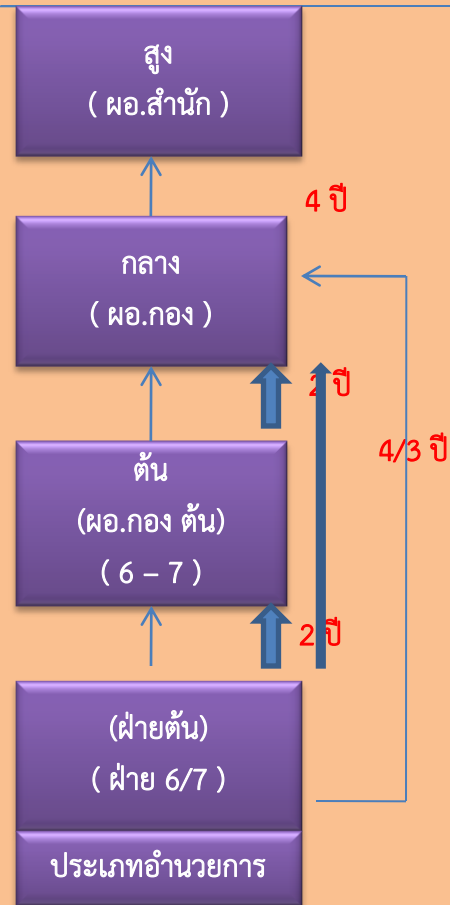 สูง
( ผอ.สำนัก )
4 ปี
กลาง
( ผอ.กอง )
2 ปี
4/3 ปี
ต้น
(ผอ.กอง ต้น)
( 6 – 7 )
2 ปี
(ฝ่ายต้น)
( ฝ่าย 6/7 )
ประเภทอำนวยการ